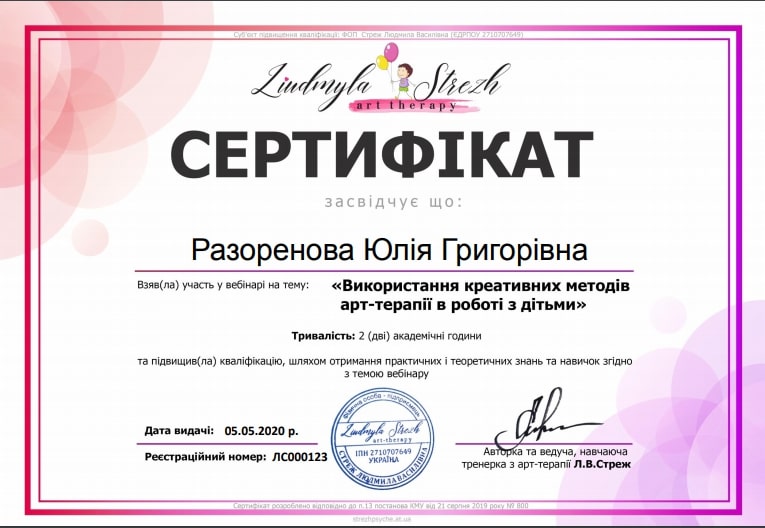 Суб'єкт підвищення кваліфікації: ФОП Стреж Людмила Василівна (ЄДРПОУ 2710707649)
Liudmyla Strezh
art therapy
СЕРТИФІКАТ
засвідчує що:
Разоренова Юлія Григорівна
Взяв(ла) участь у вебінарі на тему: «Використання креативних методів
арт-терапії в роботі з дітьми»
Тривалість: 2 (дві) академічні години
та підвищив(ла) кваліфікацію, шляхом отримання практичних і теоретичних знань та навичок згідно
з темою вебінару
Дата видачі: 05.05.2020 р.
Реєстраційний номер: ЛС000123
фізична особа - підприємець
Liudmyla Strezh
art-therapy
ІПН 2710707649
УКРАЇНА
СТРЕЖ ЛЮДМИЛА ВАСИЛІВНА
Авторка та ведуча, навчаюча
тренерка з арт-терапії Л.В.Стреж
Сертифікат розроблено відповідно до п.13 постанова КМУ від 21 серпня 2019 року № 800
strezhpsyche.at.ua